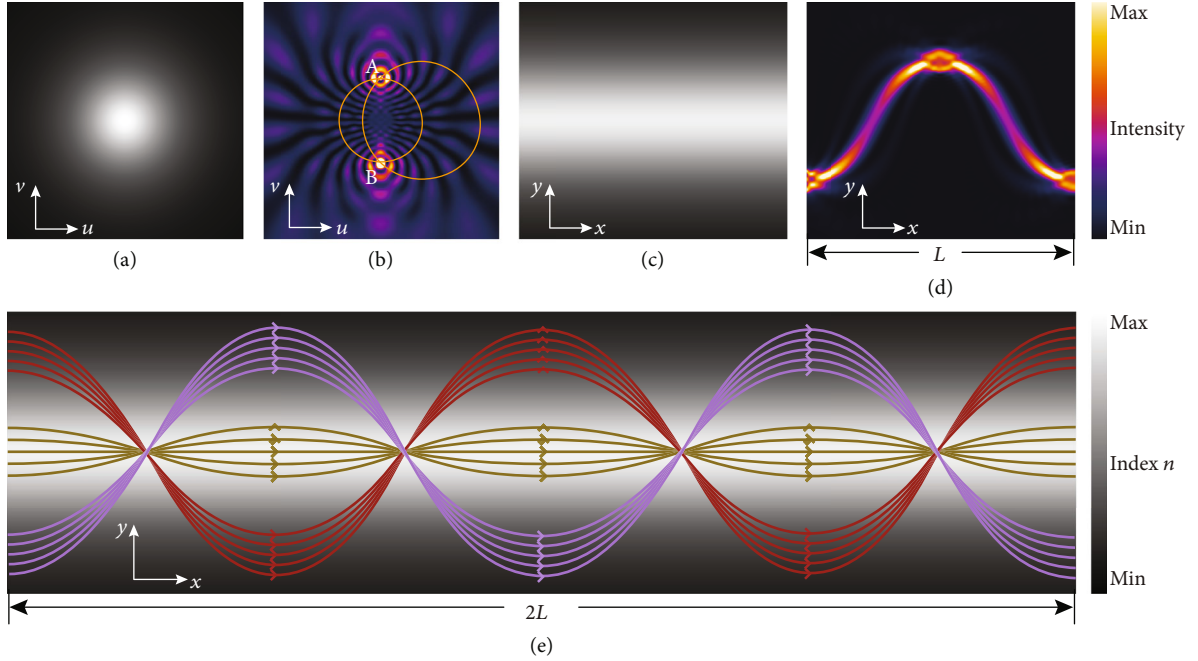 A
B
v
u
(a)
v
u
(b)
y
x
(c)
y
x
L
(d)
Max
Intensity
Min
y
x
2L
(e)
Max
Index n
Min